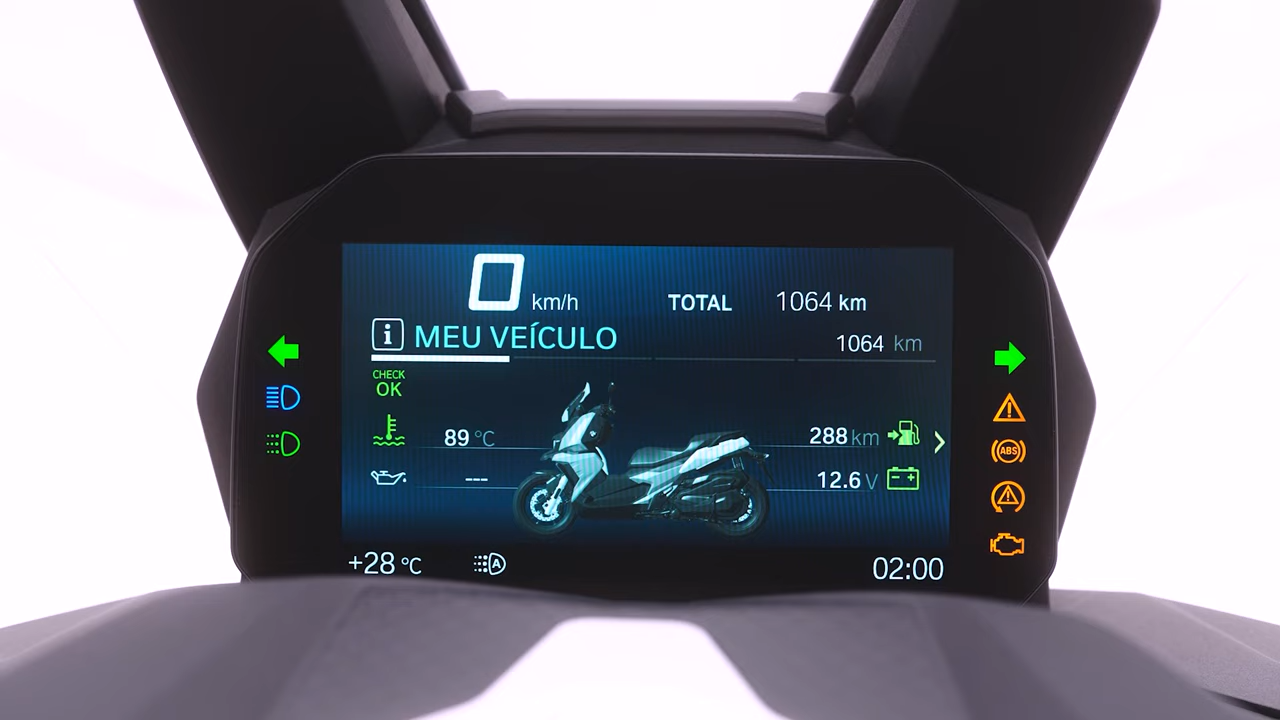 0 km/h TOTAL 1064 km
i MEU VEÍCULO 1064 km
CHECK
OK
89 °C 288 km
ABS
--- 12.6 V
+28 °C A 02:00